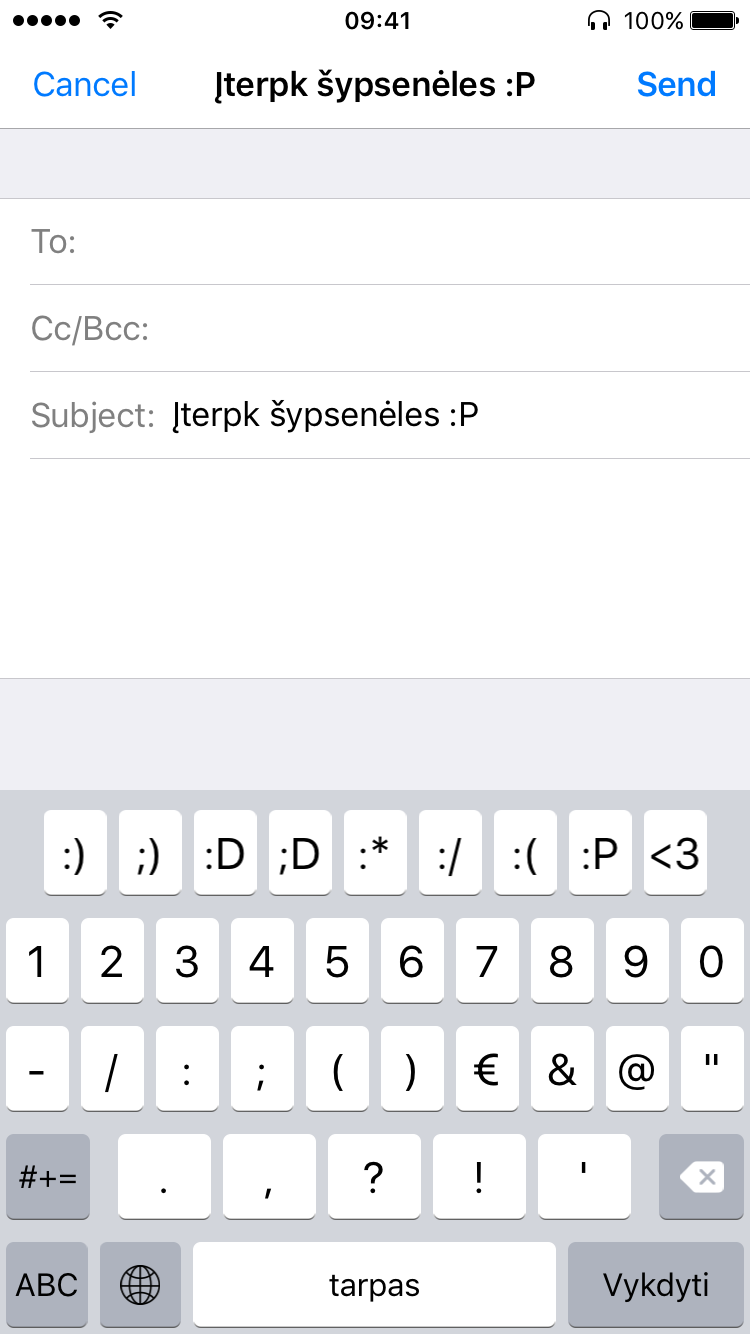 09:41 100%
Cancel Įterpk šypsenėles :P Send
To:
Cc/Bcc:
Subject: Įterpk šypsenėles :P
:) ;) :D ;D :* :/ :( :P <3
1 2 3 4 5 6 7 8 9 0
- / : ; ( ) € & @ "
#+= . , ? ! '
ABC tarpas Vykdyti